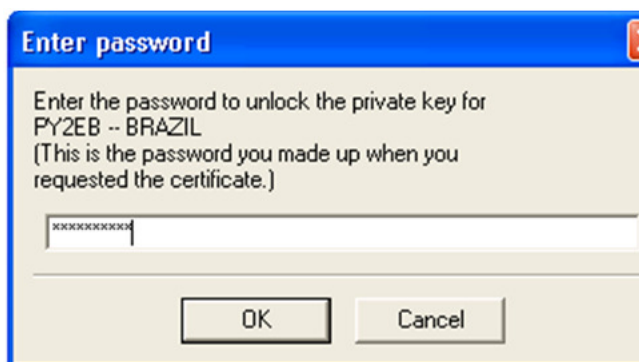 Enter password
Enter the password to unlock the private key for
PY2EB -- BRAZIL
(This is the password you made up when you
requested the certificate.)
××××××××××
OK
Cancel